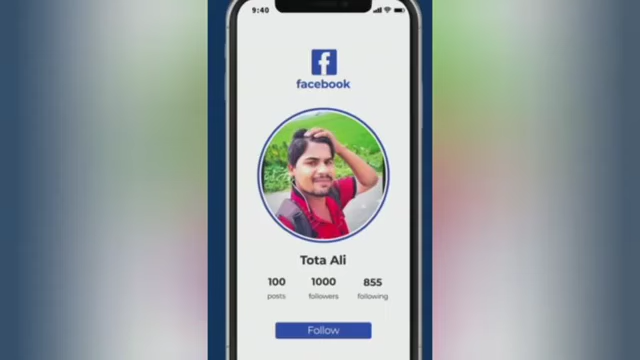 9:40
f
facebook
Tota Ali
100 1000 855
posts followers following
Follow